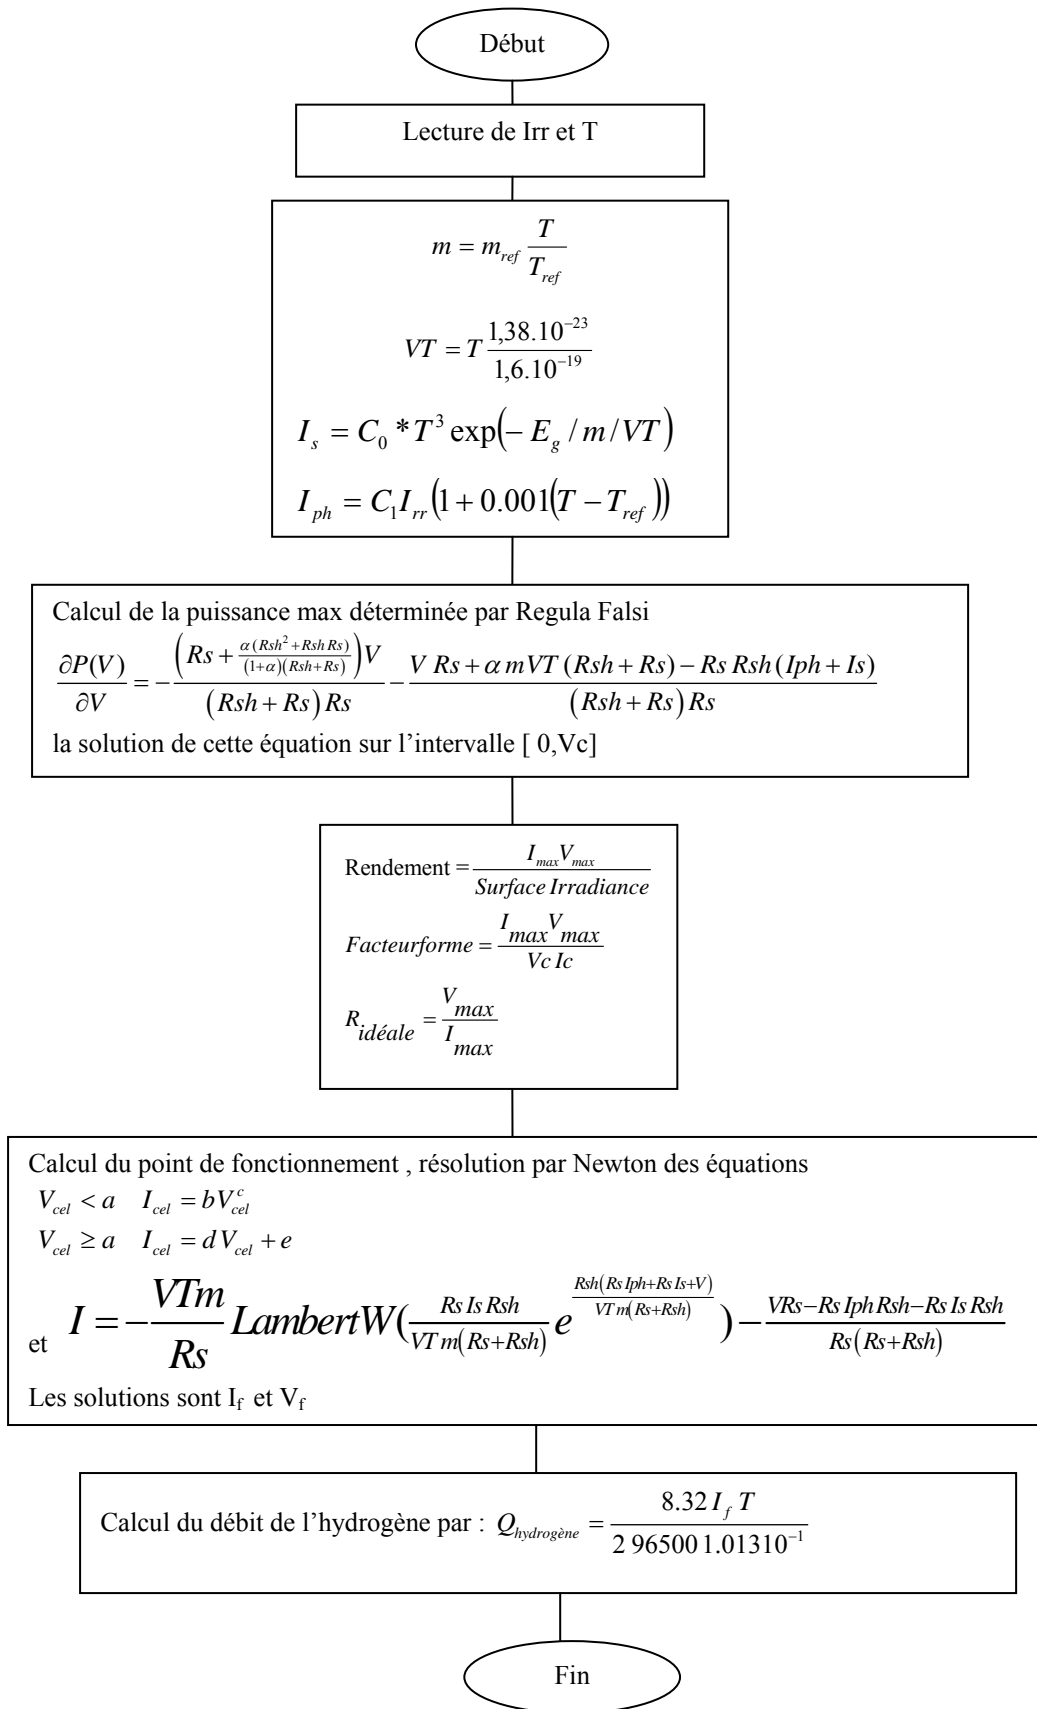 Début
Lecture de Irr et T
m = m_ref T / T_ref
VT = T 1,38.10^−23 / 1,6.10^−19
I_s = C_0 * T^3 exp(− E_g / m / VT)
I_ph = C_1 I_rr (1 + 0.001(T − T_ref))
Calcul de la puissance max déterminée par Regula Falsi
∂P(V) / ∂V = − (Rs + α (Rsh^2 + Rsh Rs) / (1+α)(Rsh+Rs)) V / (Rsh + Rs) Rs − V Rs + α mVT (Rsh + Rs) − Rs Rsh (Iph + Is) / (Rsh + Rs) Rs
la solution de cette équation sur l’intervalle [ 0,Vc]
Rendement = I_max V_max / Surface Irradiance
Facteurforme = I_max V_max / Vc Ic
R_idéale = V_max / I_max
Calcul du point de fonctionnement , résolution par Newton des équations
V_cel < a I_cel = bV_cel^c
V_cel ≥ a I_cel = dV_cel + e
et I = − VTm / Rs LambertW( Rs Is Rsh / VT m(Rs+Rsh) e^(Rsh(Rs Iph+Rs Is+V) / VT m(Rs+Rsh)) ) − VRs−Rs Iph Rsh−Rs Is Rsh / Rs(Rs+Rsh)
Les solutions sont I_f et V_f
Calcul du débit de l’hydrogène par : Q_hydrogène = 8.32 I_f T / 2 96500 1.01310^−1
Fin